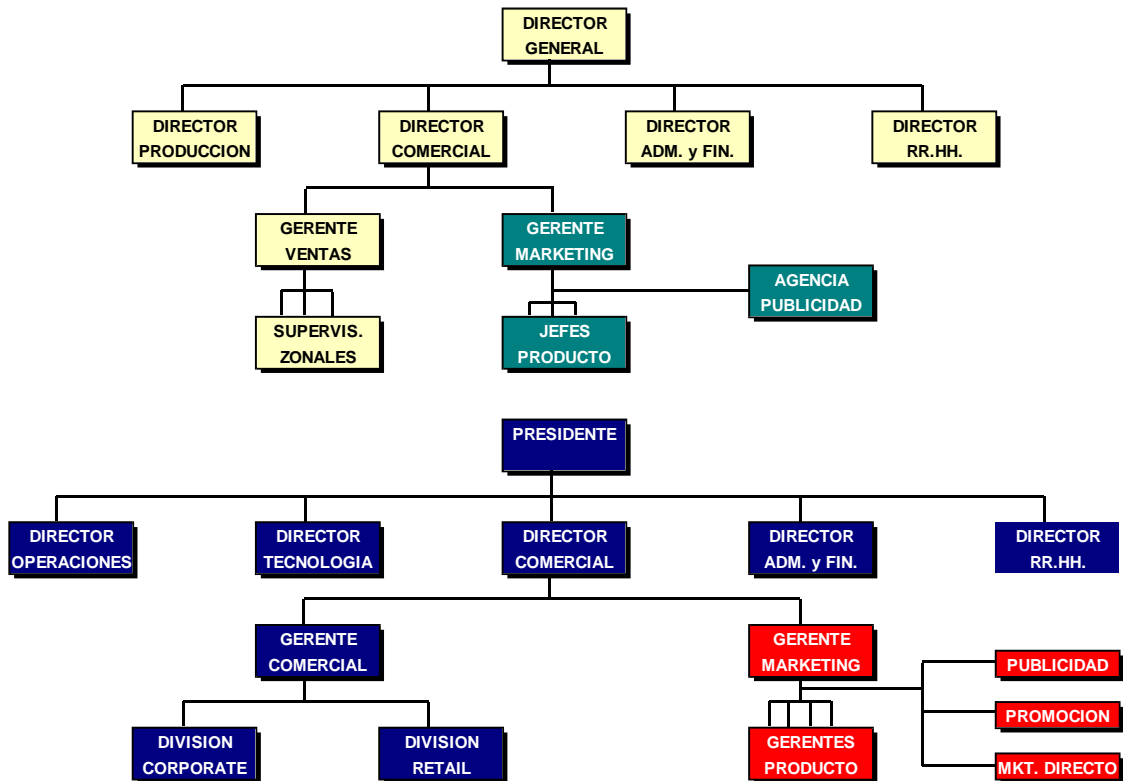 DIRECTOR
GENERAL
DIRECTOR
PRODUCCION
DIRECTOR
COMERCIAL
DIRECTOR
ADM. y FIN.
DIRECTOR
RR.HH.
GERENTE
VENTAS
GERENTE
MARKETING
AGENCIA
PUBLICIDAD
SUPERVIS.
ZONALES
JEFES
PRODUCTO
PRESIDENTE
DIRECTOR
OPERACIONES
DIRECTOR
TECNOLOGIA
DIRECTOR
COMERCIAL
DIRECTOR
ADM. y FIN.
DIRECTOR
RR.HH.
GERENTE
COMERCIAL
GERENTE
MARKETING
PUBLICIDAD
PROMOCION
DIVISION
CORPORATE
DIVISION
RETAIL
GERENTES
PRODUCTO
MKT. DIRECTO